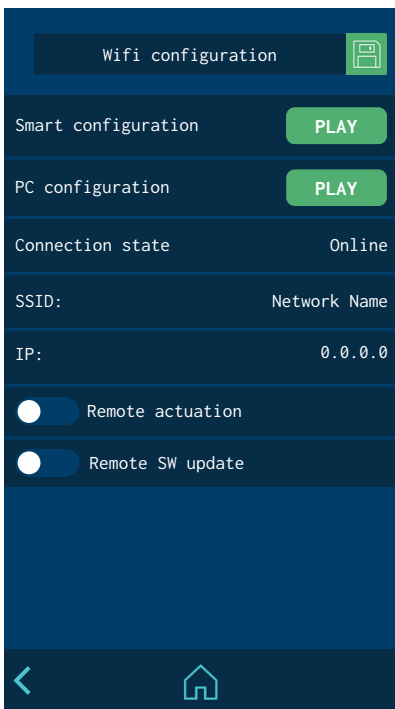 Wifi configuration
Smart configuration PLAY
PC configuration PLAY
Connection state Online
SSID: Network Name
IP: 0.0.0.0
Remote actuation
Remote SW update